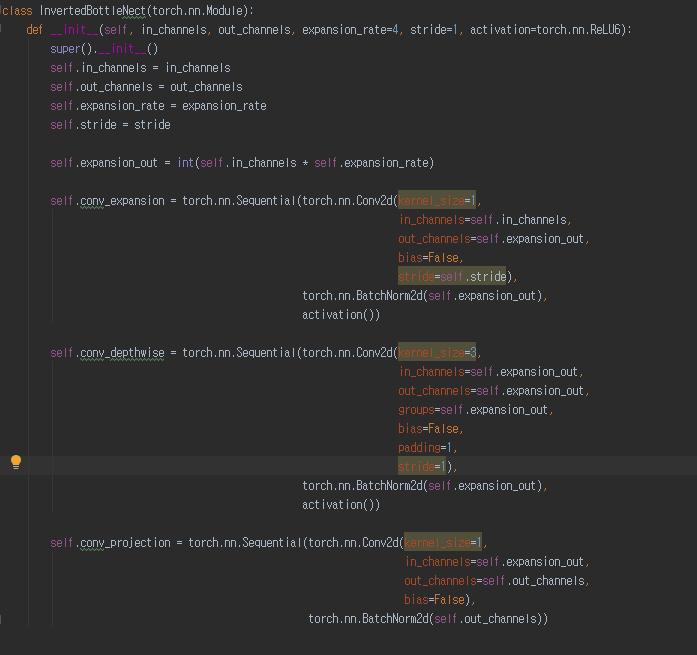 class InvertedBottleNect(torch.nn.Module):
def __init__(self, in_channels, out_channels, expansion_rate=4, stride=1, activation=torch.nn.ReLU6):
super().__init__()
self.in_channels = in_channels
self.out_channels = out_channels
self.expansion_rate = expansion_rate
self.stride = stride
self.expansion_out = int(self.in_channels * self.expansion_rate)
self.conv_expansion = torch.nn.Sequential(torch.nn.Conv2d(kernel_size=1,
in_channels=self.in_channels,
out_channels=self.expansion_out,
bias=False,
stride=self.stride),
torch.nn.BatchNorm2d(self.expansion_out),
activation())
self.conv_depthwise = torch.nn.Sequential(torch.nn.Conv2d(kernel_size=3,
in_channels=self.expansion_out,
out_channels=self.expansion_out,
groups=self.expansion_out,
bias=False,
padding=1,
stride=1),
torch.nn.BatchNorm2d(self.expansion_out),
activation())
self.conv_projection = torch.nn.Sequential(torch.nn.Conv2d(kernel_size=1,
in_channels=self.expansion_out,
out_channels=self.out_channels,
bias=False),
torch.nn.BatchNorm2d(self.out_channels))